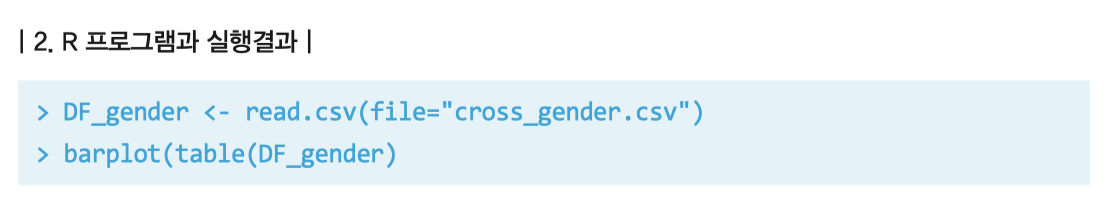 | 2. R 프로그램과 실행결과 |
> DF_gender <- read.csv(file="cross_gender.csv")
> barplot(table(DF_gender)